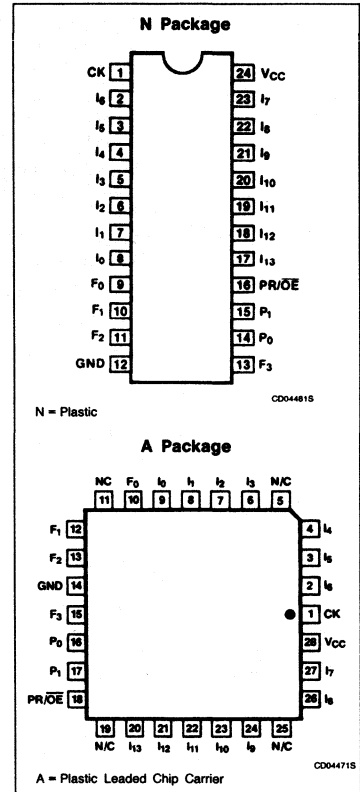 N Package
CK 1 24 VCC
I6 2 23 I7
I5 3 22 I8
I4 4 21 I9
I3 5 20 I10
I2 6 19 I11
I1 7 18 I12
I0 8 17 I13
F0 9 16 PR/OE
F1 10 15 P1
F2 11 14 P0
GND 12 13 F3
CD04481S
N = Plastic
A Package
NC F0 I0 I1 I2 I3 N/C
11 10 9 8 7 6 5
F1 12 4 I4
F2 13 3 I5
GND 14 2 I6
F3 15 1 CK
P0 16 28 VCC
P1 17 27 I7
PR/OE 18 26 I8
19 20 21 22 23 24 25
N/C I13 I12 I11 I10 I9 N/C
CD04471S
A = Plastic Leaded Chip Carrier